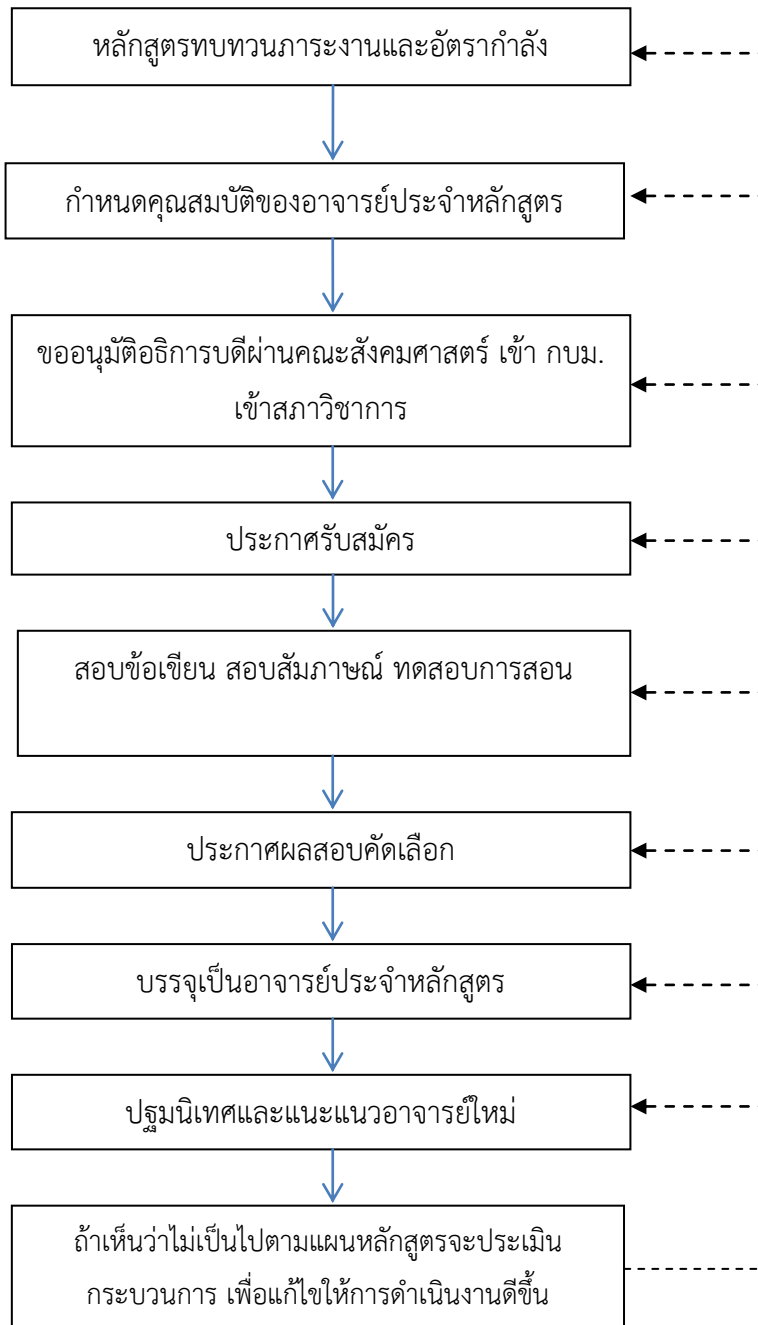 หลักสูตรทบทวนภาระงานและอัตรากำลัง
กำหนดคุณสมบัติของอาจารย์ประจำหลักสูตร
ขออนุมัติอธิการบดีผ่านคณะสังคมศาสตร์ เข้า กบม.
เข้าสภาวิชาการ
ประกาศรับสมัคร
สอบข้อเขียน สอบสัมภาษณ์ ทดสอบการสอน
ประกาศผลสอบคัดเลือก
บรรจุเป็นอาจารย์ประจำหลักสูตร
ปฐมนิเทศและแนะแนวอาจารย์ใหม่
ถ้าเห็นว่าไม่เป็นไปตามแผนหลักสูตรจะประเมิน
กระบวนการ เพื่อแก้ไขให้การดำเนินงานดีขึ้น